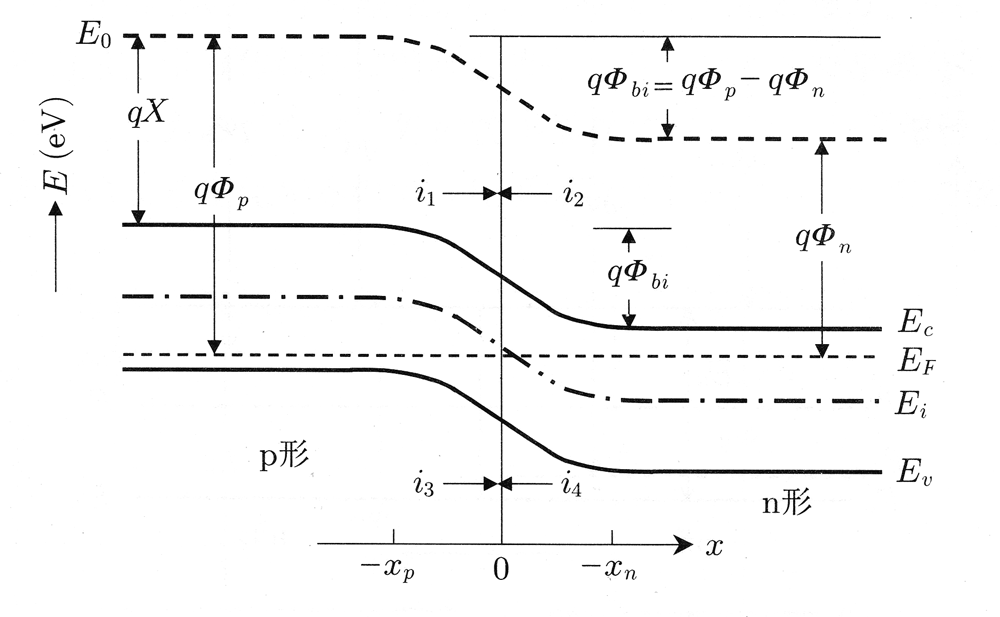 E₀
qΦ_bi = qΦ_p − qΦ_n
qX
E (eV)
qΦ_p
i₁
i₂
qΦ_n
qΦ_bi
E_c
E_F
E_i
E_v
p形
i₃
i₄
n形
x
−x_p
0
−x_n